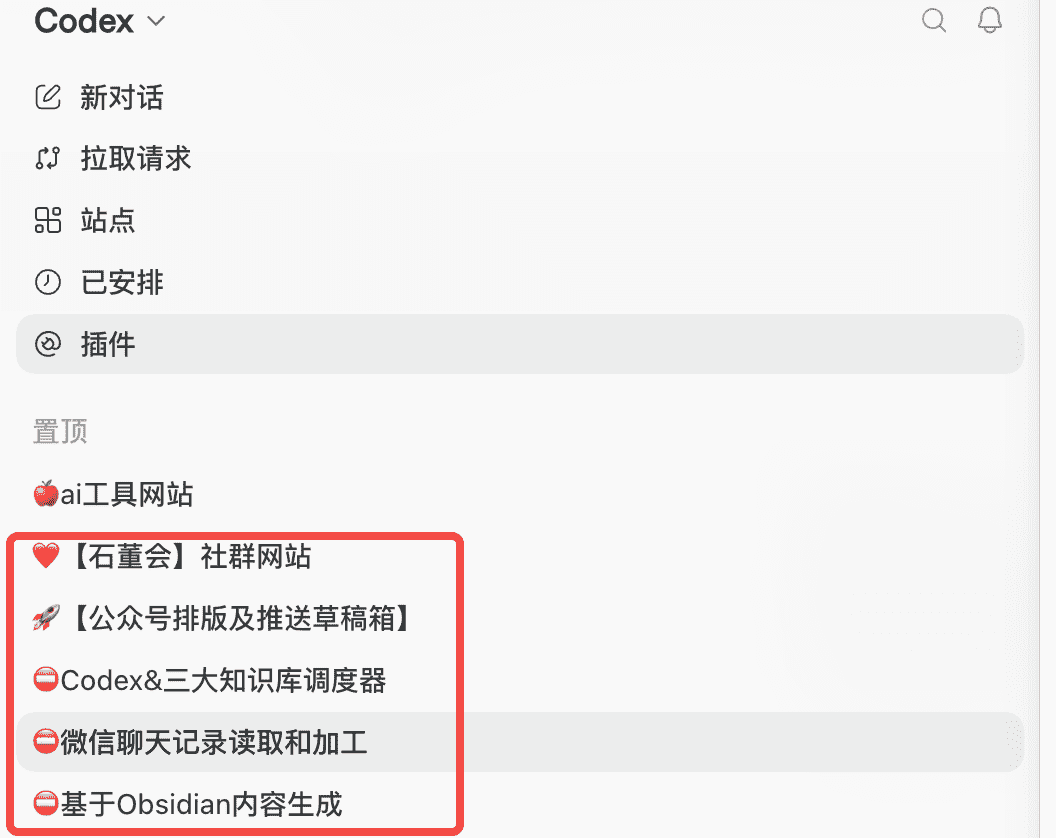 Codex
新对话
拉取请求
站点
已安排
插件
置顶
🍎ai工具网站
❤️【石董会】社群网站
🚀【公众号排版及推送草稿箱】
⛔Codex&三大知识库调度器
⛔微信聊天记录读取和加工
⛔基于Obsidian内容生成